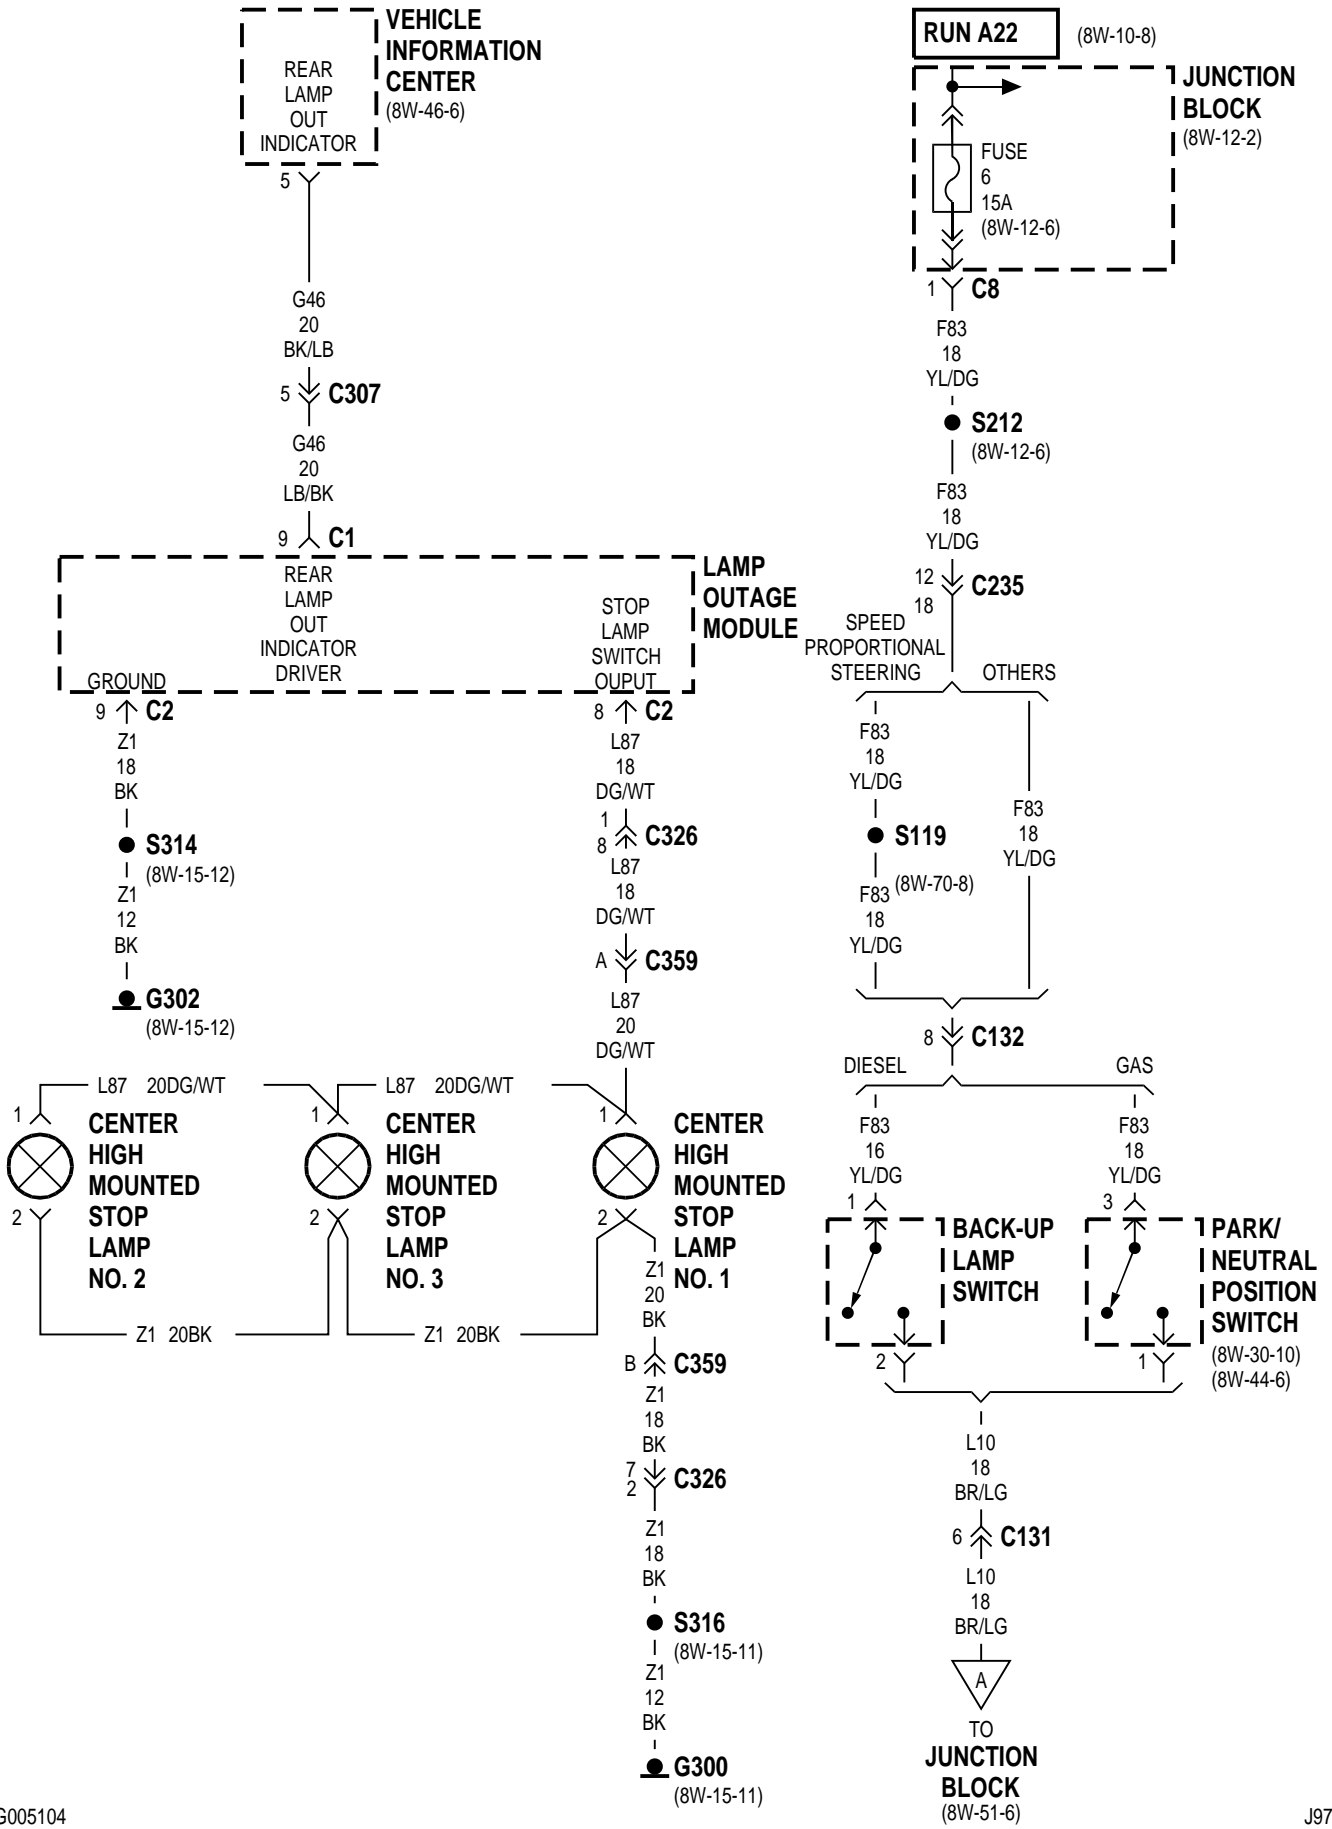 VEHICLE
INFORMATION
CENTER
(8W-46-6)
REAR
LAMP
OUT
INDICATOR
5
G46
20
BK/LB
5 C307
G46
20
LB/BK
9 C1
LAMP
OUTAGE
MODULE
REAR
LAMP
OUT
INDICATOR
DRIVER
STOP
LAMP
SWITCH
OUPUT
GROUND
9 C2
Z1
18
BK
S314
(8W-15-12)
Z1
12
BK
G302
(8W-15-12)
8 C2
L87
18
DG/WT
1
8
C326
L87
18
DG/WT
A C359
L87
20
DG/WT
L87 20DG/WT
L87 20DG/WT
1
CENTER
HIGH
MOUNTED
STOP
LAMP
NO. 2
2
1
CENTER
HIGH
MOUNTED
STOP
LAMP
NO. 3
2
1
CENTER
HIGH
MOUNTED
STOP
LAMP
NO. 1
2
Z1 20BK
Z1 20BK
Z1
20
BK
B C359
Z1
18
BK
7
2
C326
Z1
18
BK
S316
(8W-15-11)
Z1
12
BK
G300
(8W-15-11)
RUN A22 (8W-10-8)
JUNCTION
BLOCK
(8W-12-2)
FUSE
6
15A
(8W-12-6)
1 C8
F83
18
YL/DG
S212
(8W-12-6)
F83
18
YL/DG
12
18
C235
SPEED
PROPORTIONAL
STEERING
OTHERS
F83
18
YL/DG
S119
(8W-70-8)
F83
18
YL/DG
F83
18
YL/DG
8 C132
DIESEL
GAS
F83
16
YL/DG
1
BACK-UP
LAMP
SWITCH
2
F83
18
YL/DG
3
PARK/
NEUTRAL
POSITION
SWITCH
(8W-30-10)
(8W-44-6)
1
L10
18
BR/LG
6 C131
L10
18
BR/LG
A
TO
JUNCTION
BLOCK
(8W-51-6)
G005104
J97